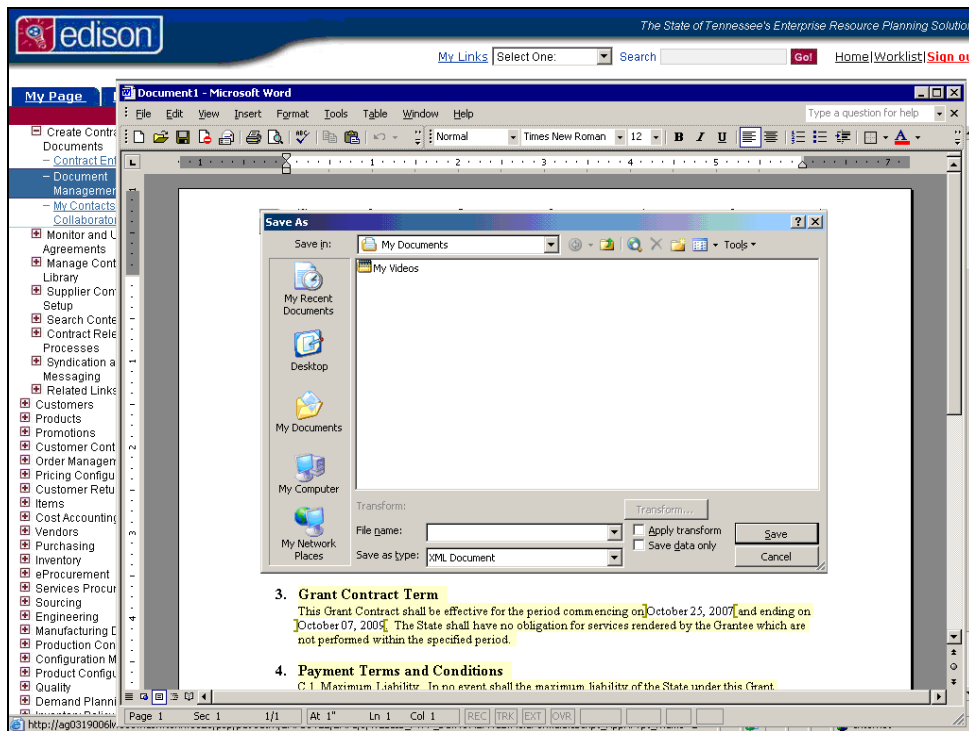 edison
The State of Tennessee's Enterprise Resource Planning Solution
My Links Select One: Search Go! Home|Worklist|Sign ou
My Page
Create Contra
Documents
Contract Ent
Document
Managemen
My Contacts
Collaborator
Monitor and U
Agreements
Manage Cont
Library
Supplier Con
Setup
Search Conte
Contract Rele
Processes
Syndication a
Messaging
Related Links
Customers
Products
Promotions
Customer Cont
Order Managem
Pricing Configu
Customer Retu
Items
Cost Accounting
Vendors
Purchasing
Inventory
eProcurement
Services Procur
Sourcing
Engineering
Manufacturing D
Production Con
Configuration M
Product Configu
Quality
Demand Planni
Document1 - Microsoft Word
File Edit View Insert Format Tools Table Window Help Type a question for help
Normal Times New Roman 12 B I U
Save As
Save in: My Documents Tools
My Videos
My Recent
Documents
Desktop
My Documents
My Computer
My Network
Places
Transform: Transform...
File name: Apply transform Save
Save data only
Save as type: XML Document Cancel
3. Grant Contract Term
This Grant Contract shall be effective for the period commencing on October 25, 2007 and ending on
October 07, 2009. The State shall have no obligation for services rendered by the Grantee which are
not performed within the specified period.
4. Payment Terms and Conditions
C.1. Maximum Liability. In no event shall the maximum liability of the State under this Grant
Page 1 Sec 1 1/1 At 1" Ln 1 Col 1 REC TRK EXT OVR